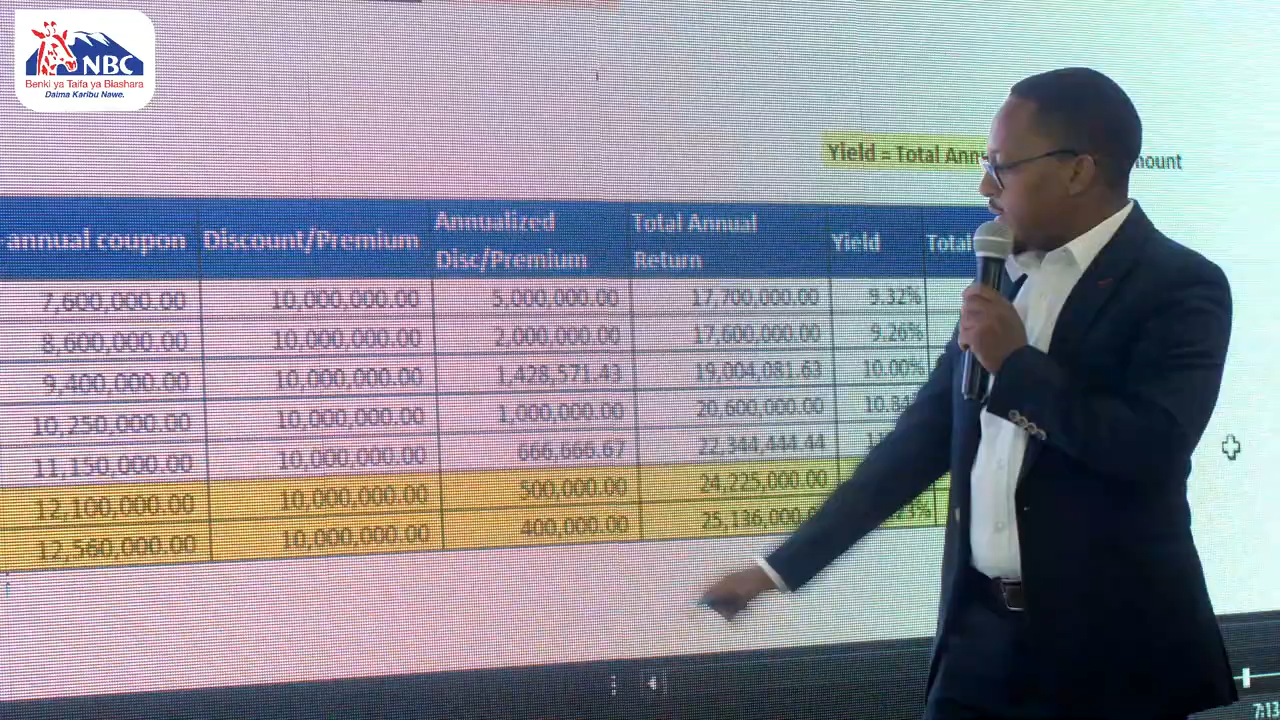 NBC
Benki ya Taifa ya Biashara
Daima Karibu Nawe.
Yield = Total Ann
mount
annual coupon Discount/Premium Annualized Disc/Premium Total Annual Return Yield Total
7,600,000.00 10,000,000.00 5,000,000.00 17,700,000.00 9.32%
8,600,000.00 10,000,000.00 2,000,000.00 17,600,000.00 9.26%
9,400,000.00 10,000,000.00 1,428,571.43 19,004,081.63 10.00%
10,250,000.00 10,000,000.00 1,000,000.00 20,600,000.00 10.84%
11,150,000.00 10,000,000.00 666,666.67 22,344,444.44
12,100,000.00 10,000,000.00 500,000.00 24,225,000.00
12,560,000.00 10,000,000.00 400,000.00 25,136,000